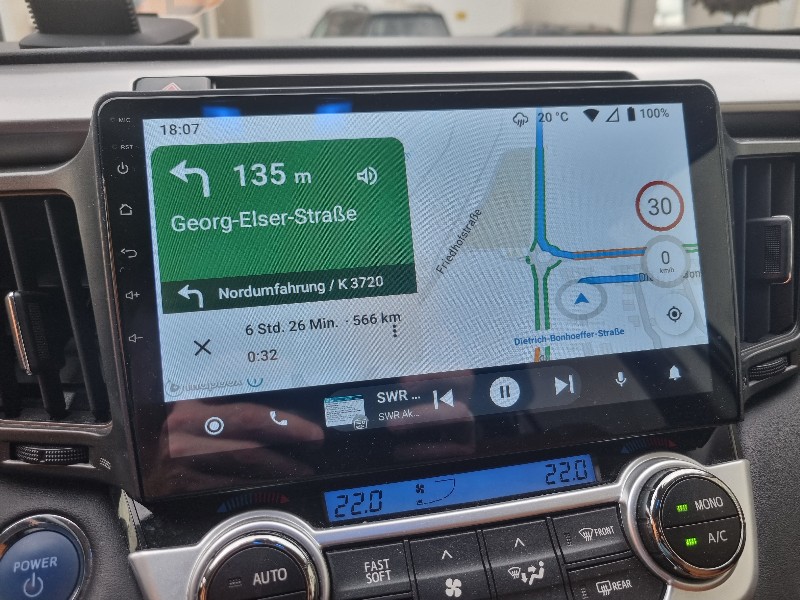 MIC
RST
18:07
20 °C
100%
135 m
Georg-Elser-Straße
Nordumfahrung / K 3720
6 Std. 26 Min. · 566 km
0:32
mapbox
Friedhofstraße
30
0
km/h
Dietrich-Bonhoeffer-Straße
SWR ...
SWR Ak...
22.0
22.0
POWER
AUTO
FAST
SOFT
FRONT
REAR
MONO
A/C